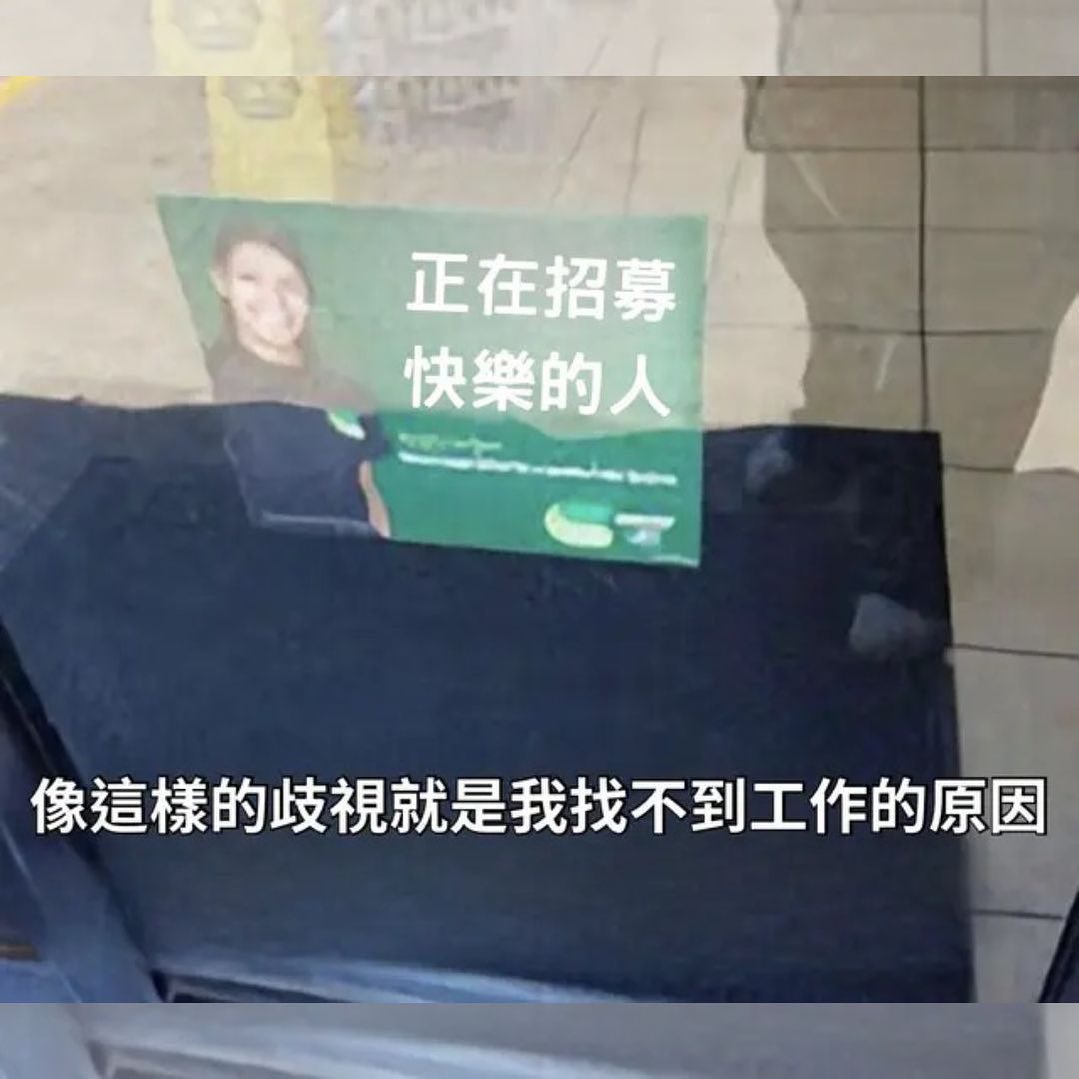 正在招募
快樂的人
像這樣的歧視就是我找不到工作的原因